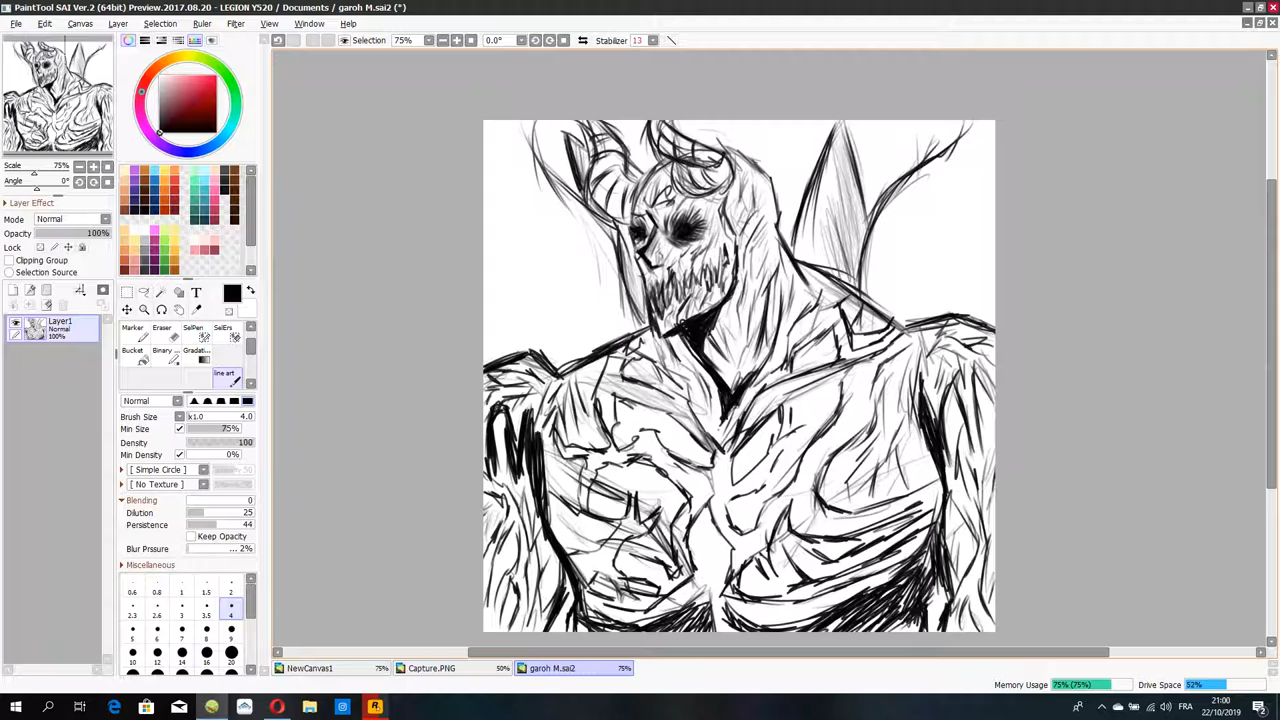 PaintTool SAI Ver.2 (64bit) Preview.2017.08.20 - LEGION Y520 / Documents / garoh M.sai2 (*)
File Edit Canvas Layer Selection Ruler Filter View Window Help
Selection 75% 0.0° Stabilizer 13
Scale 75%
Angle 0°
Layer Effect
Mode Normal
Opacity 100%
Lock
Clipping Group
Selection Source
Layer1
Normal
100%
T
Marker Eraser SelPen SelErs
Bucket Binary ... Gradati...
line art
Normal
Brush Size x1.0 4.0
Min Size 75%
Density 100
Min Density 0%
[ Simple Circle ] 50
[ No Texture ]
Blending 0
Dilution 25
Persistence 44
Keep Opacity
Blur Prssure ... 2%
Miscellaneous
0.6 0.8 1 1.5 2
2.3 2.6 3 3.5 4
5 6 7 8 9
10 12 14 16 20
NewCanvas1 75% Capture.PNG 50% garoh M.sai2 75%
Memory Usage 75% (75%) Drive Space 52%
FRA 21:00
22/10/2019
2